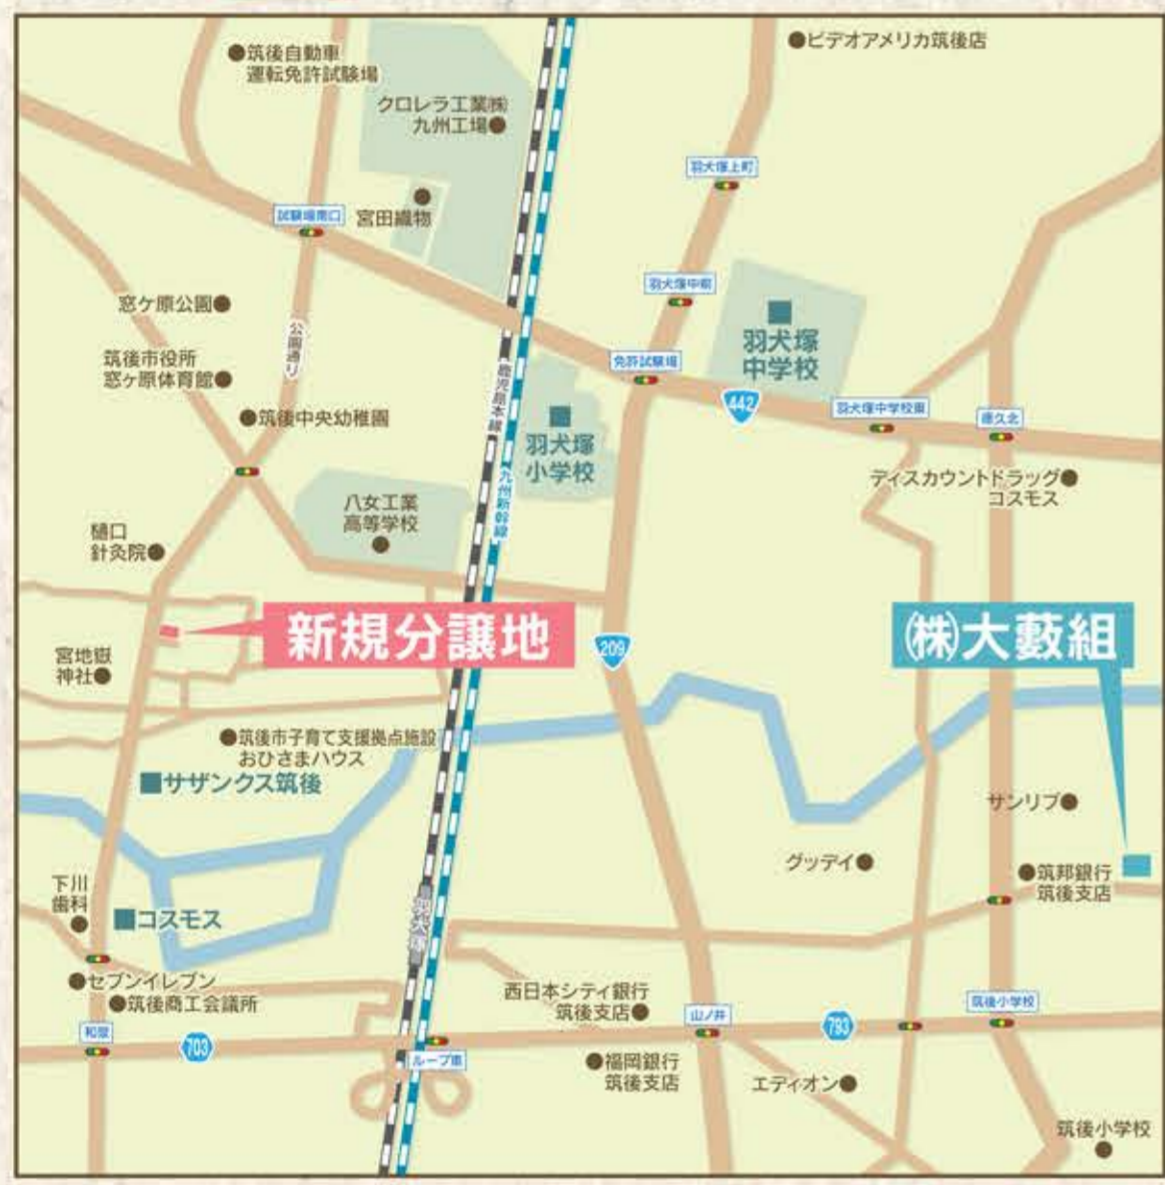 筑後自動車
運転免許試験場
ビデオアメリカ筑後店
クロレラ工業㈱
九州工場
羽犬塚上町
宮田織物
試験場南口
羽犬塚中前
窓ケ原公園
公園通り
羽犬塚
中学校
筑後市役所
窓ケ原体育館
免許試験場
鹿児島本線
442
羽犬塚中学校東
徳久北
筑後中央幼稚園
羽犬塚
小学校
九州新幹線
ディスカウントドラッグ
コスモス
八女工業
高等学校
樋口
針灸院
新規分譲地
209
㈱大藪組
宮地嶽
神社
筑後市子育て支援拠点施設
おひさまハウス
サザンクス筑後
サンリブ
グッデイ
筑邦銀行
筑後支店
下川
歯科
コスモス
セブンイレブン
筑後商工会議所
西日本シティ銀行
筑後支店
山ノ井
793
筑後小学校
和泉
703
ループ東
福岡銀行
筑後支店
エディオン
筑後小学校